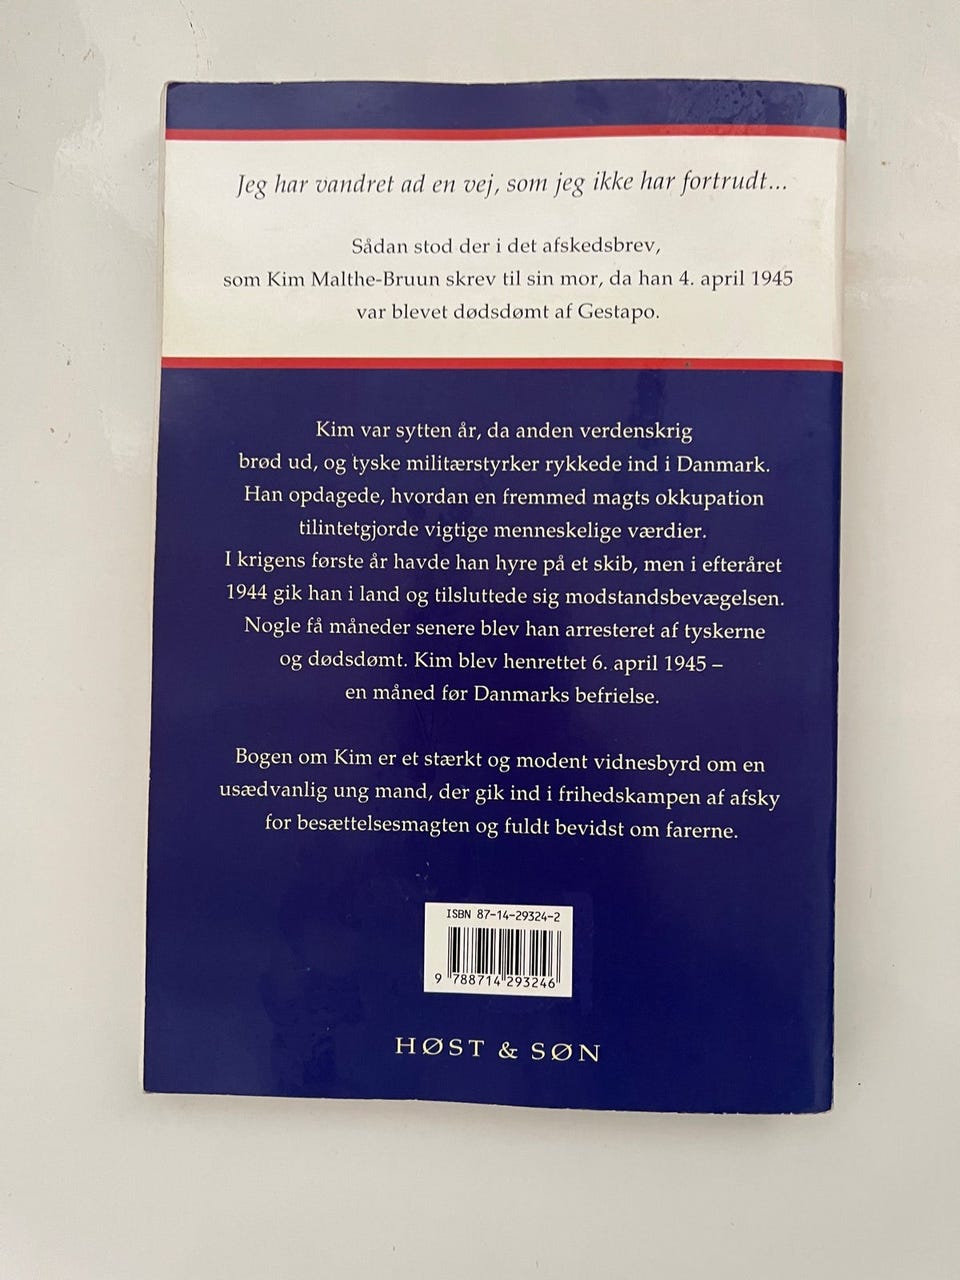 Jeg har vandret ad en vej, som jeg ikke har fortrudt...
Sådan stod der i det afskedsbrev,
som Kim Malthe-Bruun skrev til sin mor, da han 4. april 1945
var blevet dødsdømt af Gestapo.
Kim var sytten år, da anden verdenskrig
brød ud, og tyske militærstyrker rykkede ind i Danmark.
Han opdagede, hvordan en fremmed magts okkupation
tilintetgjorde vigtige menneskelige værdier.
I krigens første år havde han hyre på et skib, men i efteråret
1944 gik han i land og tilsluttede sig modstandsbevægelsen.
Nogle få måneder senere blev han arresteret af tyskerne
og dødsdømt. Kim blev henrettet 6. april 1945 –
en måned før Danmarks befrielse.
Bogen om Kim er et stærkt og modent vidnesbyrd om en
usædvanlig ung mand, der gik ind i frihedskampen af afsky
for besættelsesmagten og fuldt bevidst om farerne.
ISBN 87-14-29324-2
9 788714 293246
HØST & SØN